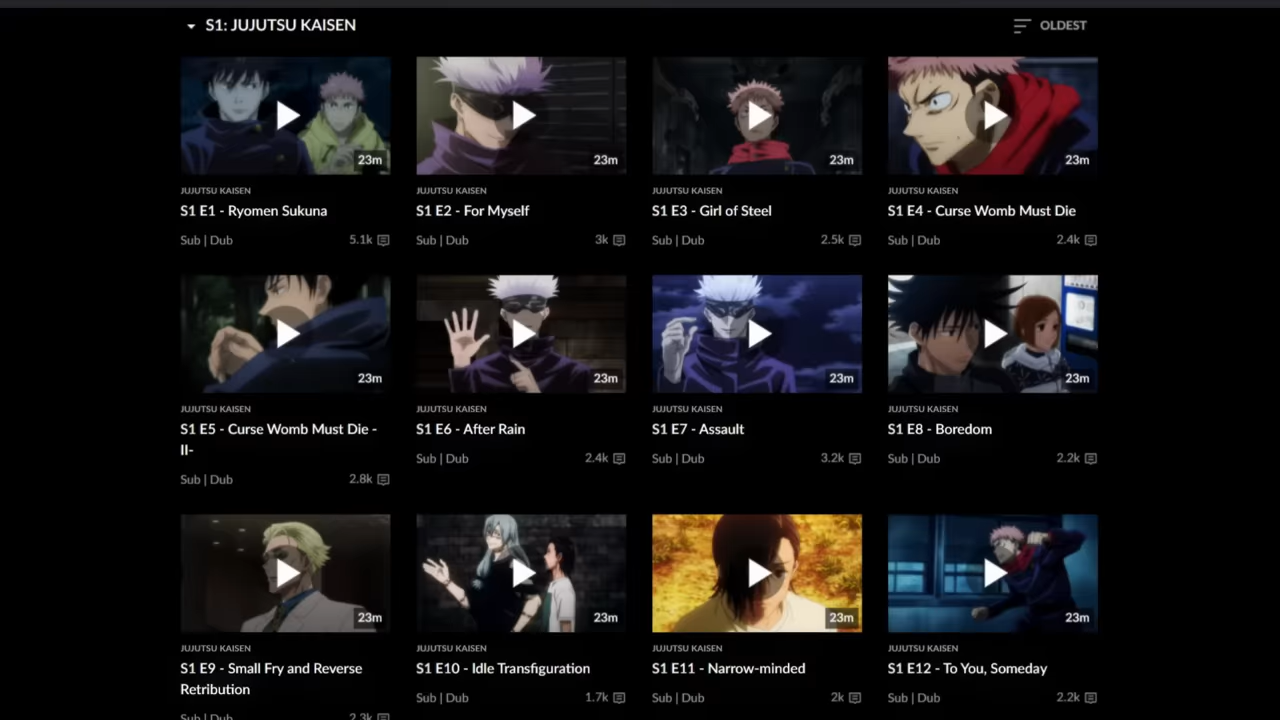 S1: JUJUTSU KAISEN
OLDEST
23m
23m
23m
23m
JUJUTSU KAISEN
JUJUTSU KAISEN
JUJUTSU KAISEN
JUJUTSU KAISEN
S1 E1 - Ryomen Sukuna
S1 E2 - For Myself
S1 E3 - Girl of Steel
S1 E4 - Curse Womb Must Die
Sub | Dub
5.1k
Sub | Dub
3k
Sub | Dub
2.5k
Sub | Dub
2.4k
23m
23m
23m
23m
JUJUTSU KAISEN
JUJUTSU KAISEN
JUJUTSU KAISEN
JUJUTSU KAISEN
S1 E5 - Curse Womb Must Die -
II-
S1 E6 - After Rain
S1 E7 - Assault
S1 E8 - Boredom
Sub | Dub
2.8k
Sub | Dub
2.4k
Sub | Dub
3.2k
Sub | Dub
2.2k
23m
23m
23m
23m
JUJUTSU KAISEN
JUJUTSU KAISEN
JUJUTSU KAISEN
JUJUTSU KAISEN
S1 E9 - Small Fry and Reverse
Retribution
S1 E10 - Idle Transfiguration
S1 E11 - Narrow-minded
S1 E12 - To You, Someday
Sub | Dub
2.3k
Sub | Dub
1.7k
Sub | Dub
2k
Sub | Dub
2.2k